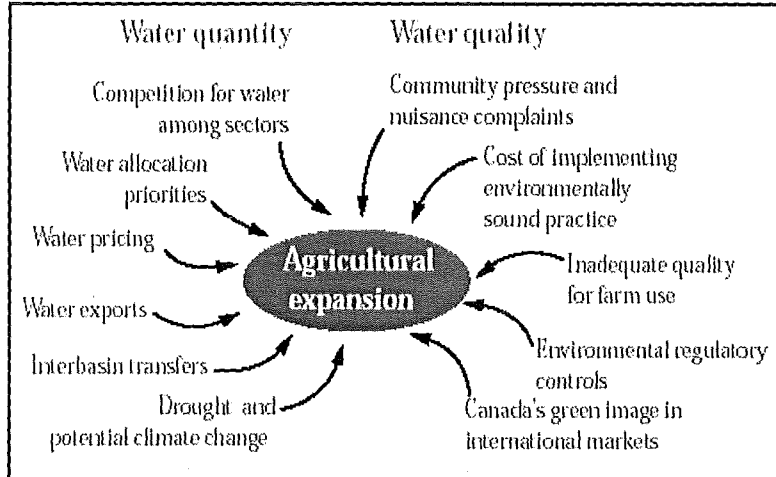 Water quantity
Water quality
Competition for water
among sectors
Water allocation
priorities
Water pricing
Water exports
Interbasin transfers
Drought and
potential climate change
Community pressure and
nuisance complaints
Cost of implementing
environmentally
sound practice
Inadequate quality
for farm use
Environmental regulatory
controls
Canada's green image in
international markets
Agricultural
expansion